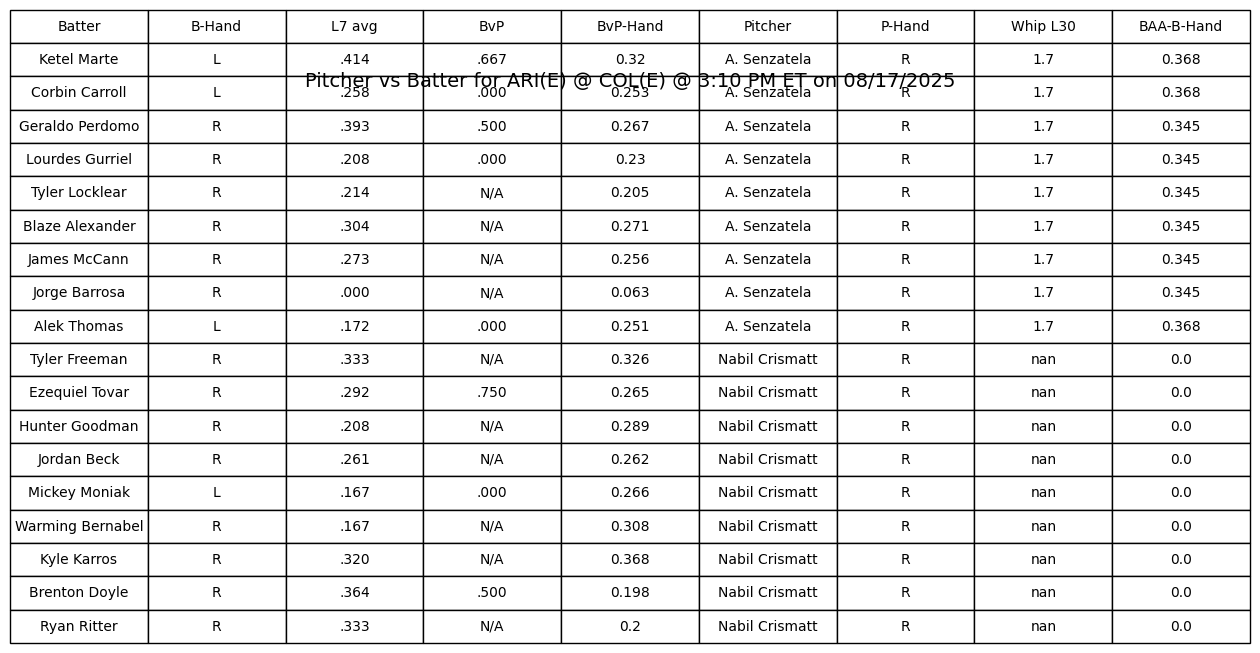 Batter B-Hand L7 avg BvP BvP-Hand Pitcher P-Hand Whip L30 BAA-B-Hand
Ketel Marte L .414 .667 0.32 A. Senzatela R 1.7 0.368
Pitcher vs Batter for ARI(E) @ COL(E) @ 3:10 PM ET on 08/17/2025
Corbin Carroll L .258 .000 0.253 A. Senzatela R 1.7 0.368
Geraldo Perdomo R .393 .500 0.267 A. Senzatela R 1.7 0.345
Lourdes Gurriel R .208 .000 0.23 A. Senzatela R 1.7 0.345
Tyler Locklear R .214 N/A 0.205 A. Senzatela R 1.7 0.345
Blaze Alexander R .304 N/A 0.271 A. Senzatela R 1.7 0.345
James McCann R .273 N/A 0.256 A. Senzatela R 1.7 0.345
Jorge Barrosa R .000 N/A 0.063 A. Senzatela R 1.7 0.345
Alek Thomas L .172 .000 0.251 A. Senzatela R 1.7 0.368
Tyler Freeman R .333 N/A 0.326 Nabil Crismatt R nan 0.0
Ezequiel Tovar R .292 .750 0.265 Nabil Crismatt R nan 0.0
Hunter Goodman R .208 N/A 0.289 Nabil Crismatt R nan 0.0
Jordan Beck R .261 N/A 0.262 Nabil Crismatt R nan 0.0
Mickey Moniak L .167 .000 0.266 Nabil Crismatt R nan 0.0
Warming Bernabel R .167 N/A 0.308 Nabil Crismatt R nan 0.0
Kyle Karros R .320 N/A 0.368 Nabil Crismatt R nan 0.0
Brenton Doyle R .364 .500 0.198 Nabil Crismatt R nan 0.0
Ryan Ritter R .333 N/A 0.2 Nabil Crismatt R nan 0.0